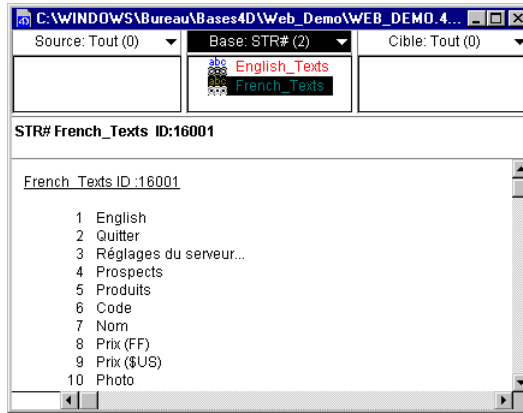 C:\WINDOWS\Bureau\Bases4D\Web_Demo\WEB_DEMO.4...
Source: Tout (0) Base: STR# (2) Cible: Tout (0)
English_Texts
French_Texts
STR# French_Texts ID:16001
French_Texts ID :16001
1 English
2 Quitter
3 Réglages du serveur...
4 Prospects
5 Produits
6 Code
7 Nom
8 Prix (FF)
9 Prix ($US)
10 Photo